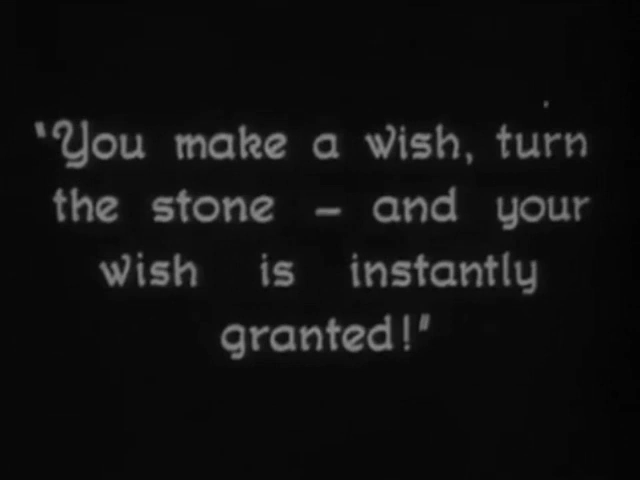 "You make a wish, turn
the stone – and your
wish is instantly
granted!"